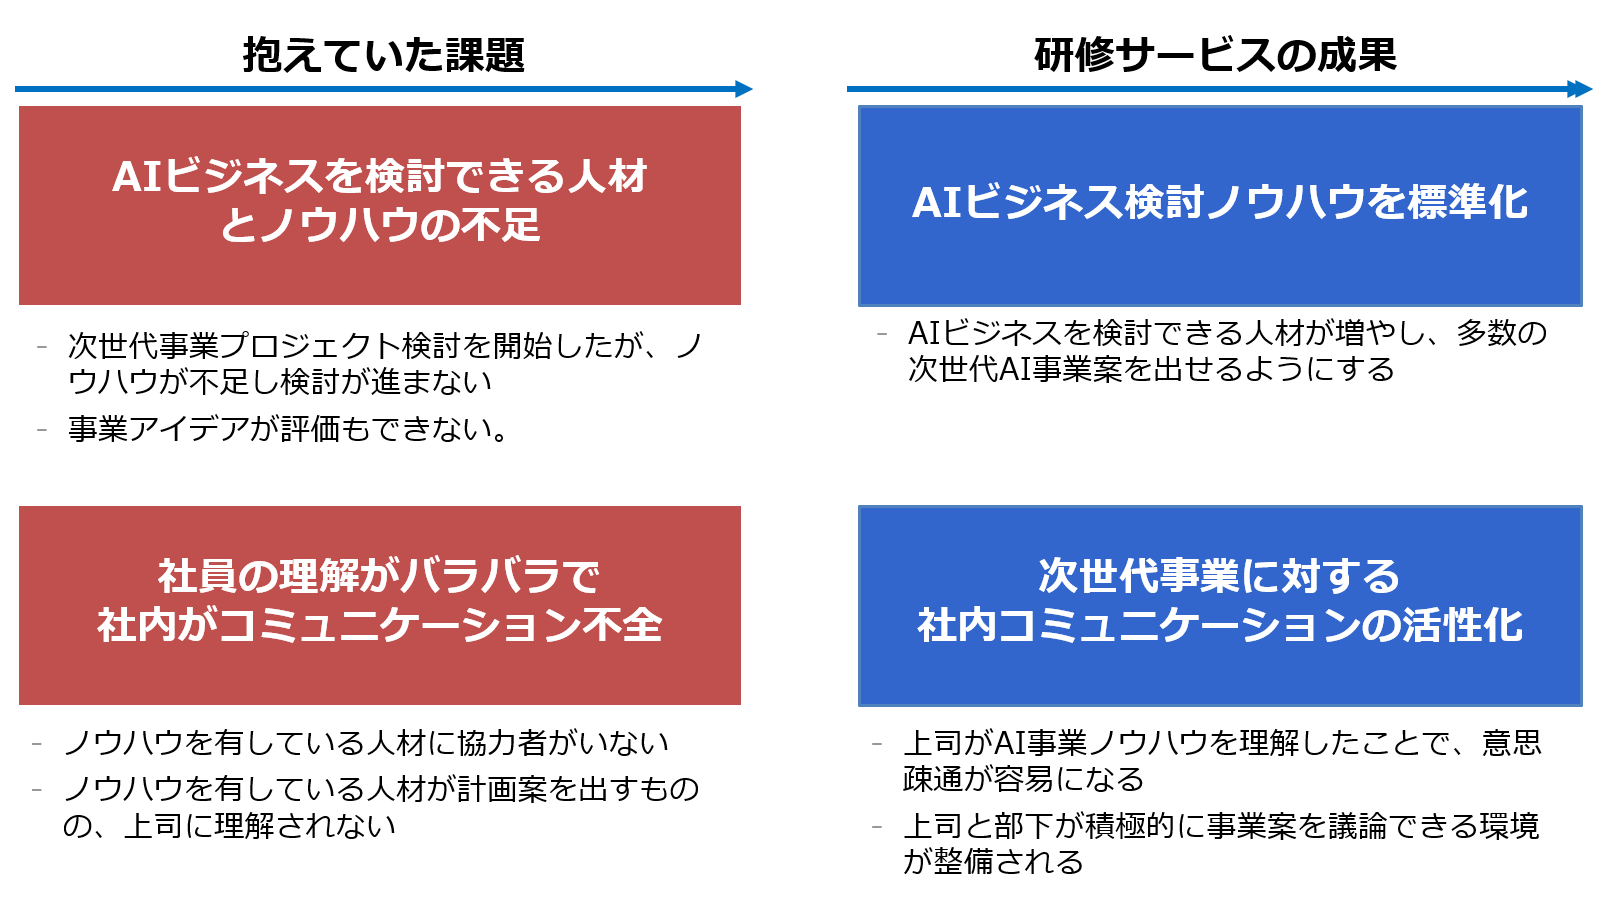 抱えていた課題
AIビジネスを検討できる人材
とノウハウの不足
- 次世代事業プロジェクト検討を開始したが、ノ
ウハウが不足し検討が進まない
- 事業アイデアが評価もできない。
社員の理解がバラバラで
社内がコミュニケーション不全
- ノウハウを有している人材に協力者がいない
- ノウハウを有している人材が計画案を出すもの
の、上司に理解されない
研修サービスの成果
AIビジネス検討ノウハウを標準化
- AIビジネスを検討できる人材が増やし、多数の
次世代AI事業案を出せるようにする
次世代事業に対する
社内コミュニケーションの活性化
- 上司がAI事業ノウハウを理解したことで、意思
疎通が容易になる
- 上司と部下が積極的に事業案を議論できる環境
が整備される